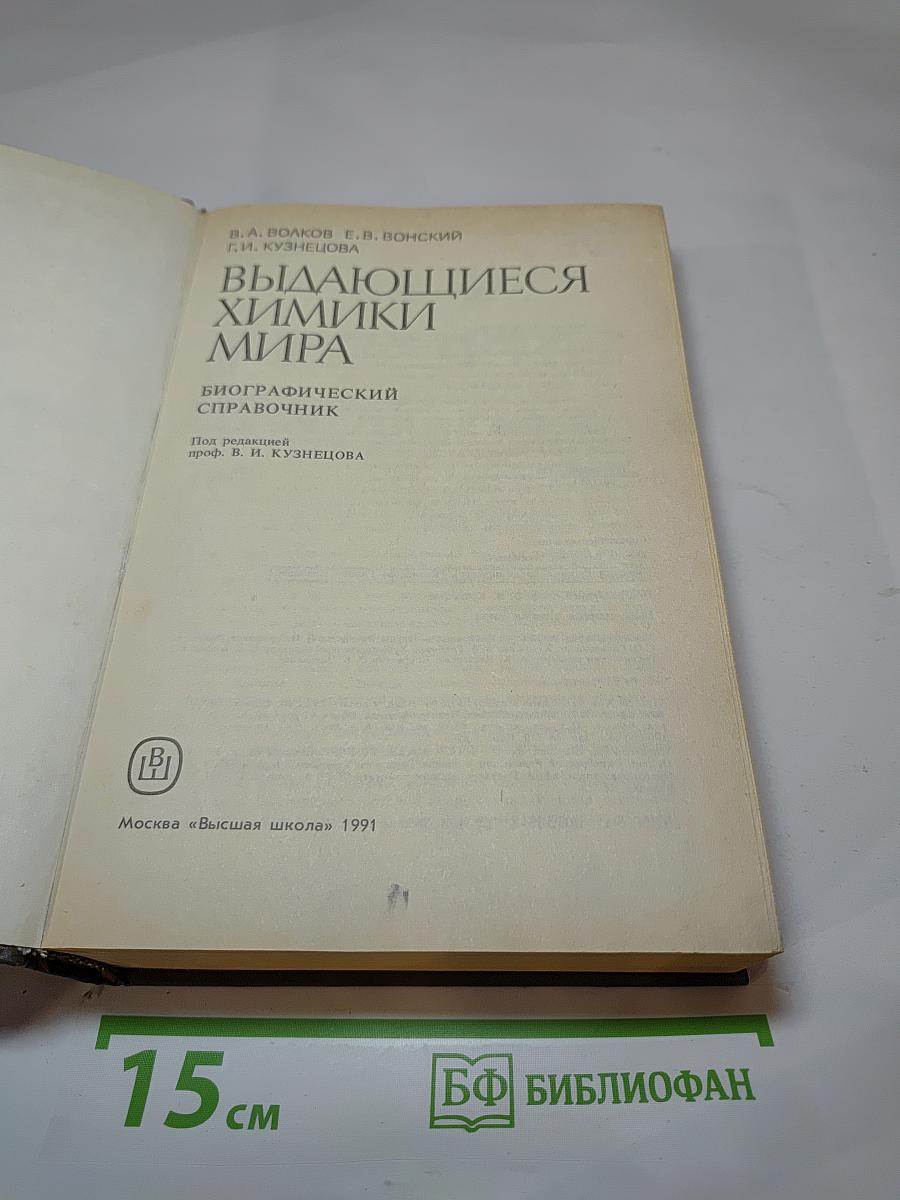 В. А. ВОЛКОВ Е. В. ВОНСКИЙ
Г. И. КУЗНЕЦОВА
ВЫДАЮЩИЕСЯ
ХИМИКИ
МИРА
БИОГРАФИЧЕСКИЙ
СПРАВОЧНИК
Под редакцией
проф. В. И. КУЗНЕЦОВА
ВШ
Москва «Высшая школа» 1991
15 см
БФ БИБЛИОФАН